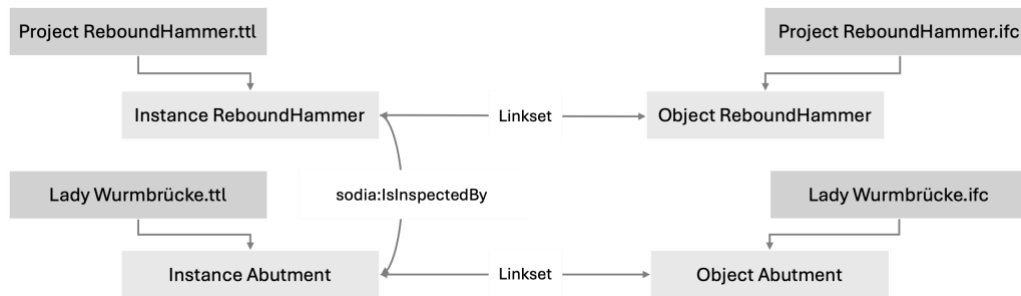 Project ReboundHammer.ttl
Project ReboundHammer.ifc
Instance ReboundHammer
Linkset
Object ReboundHammer
Lady Wurmbrücke.ttl
sodia:IsInspectedBy
Lady Wurmbrücke.ifc
Instance Abutment
Linkset
Object Abutment